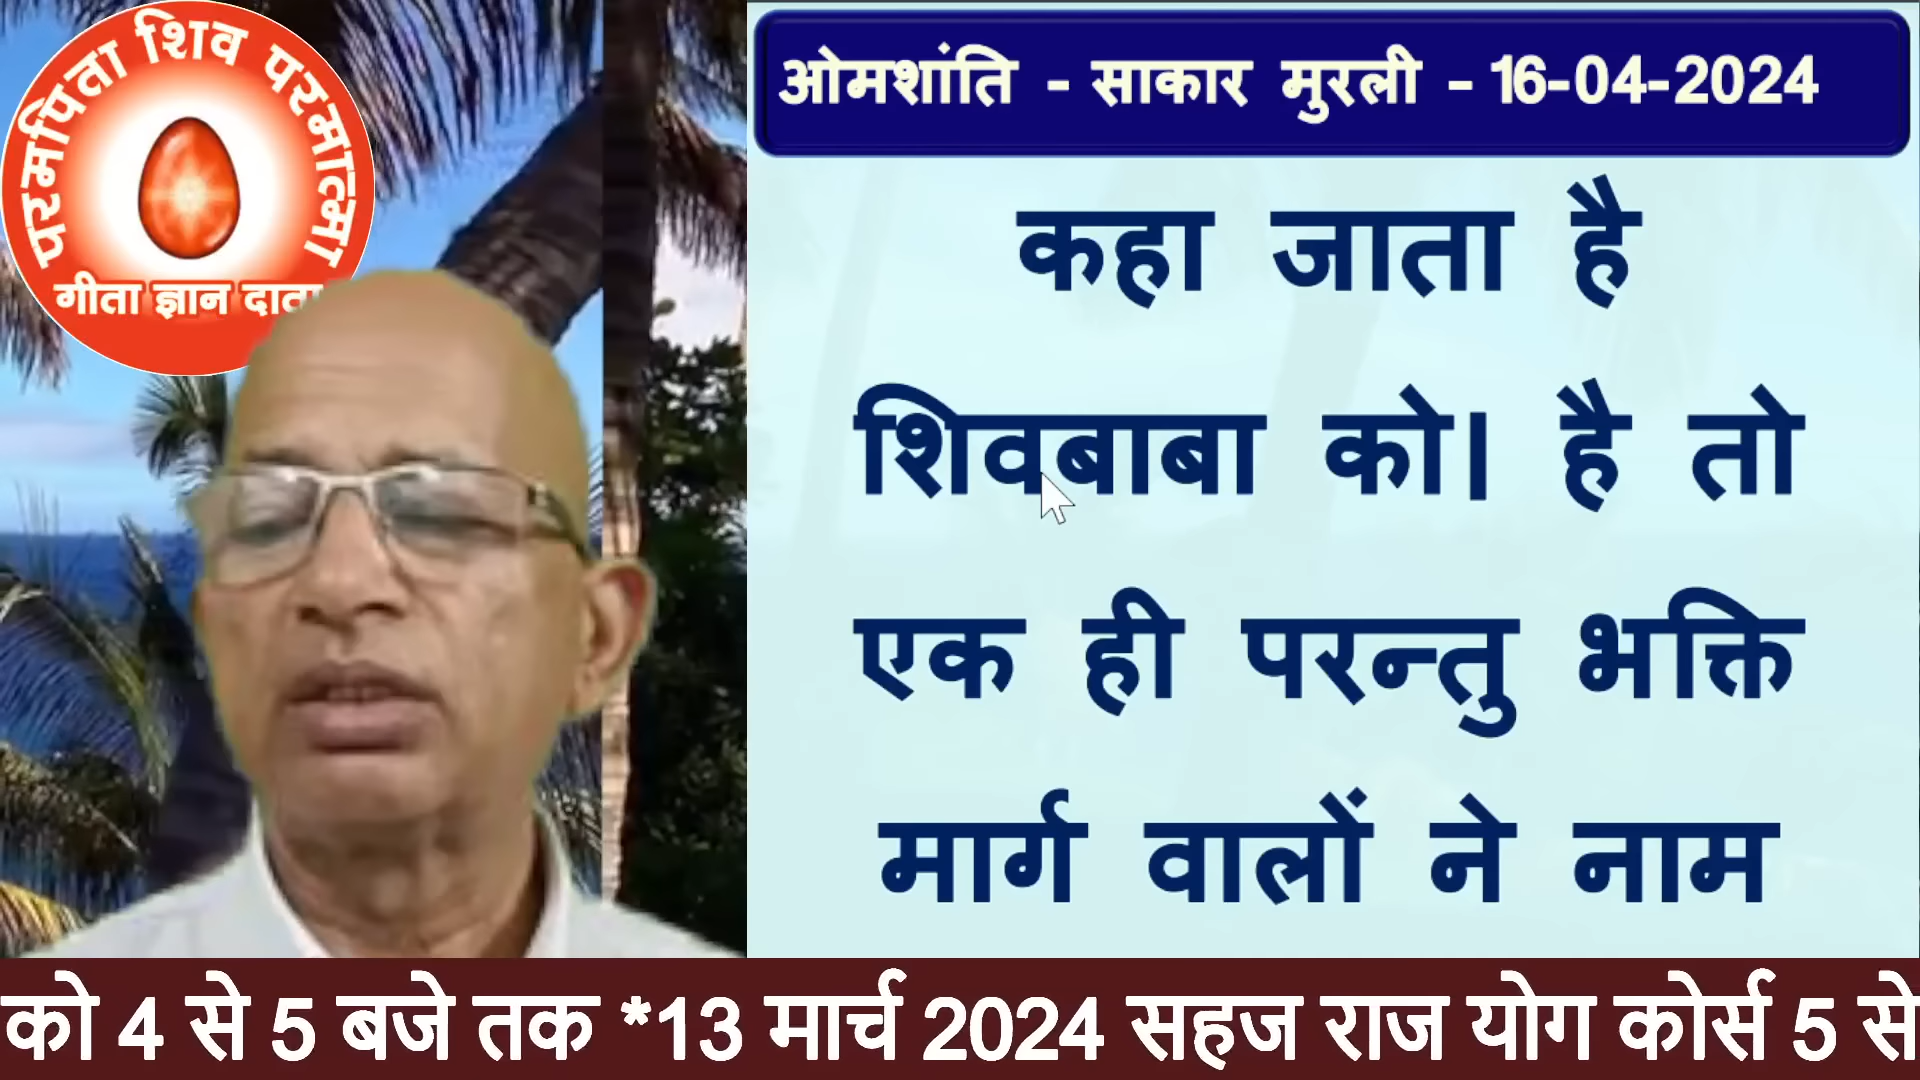 परमपिता शिव परमात्मा
गीता ज्ञान दाता
ओमशांति - साकार मुरली - 16-04-2024
कहा जाता है
शिवबाबा को। है तो
एक ही परन्तु भक्ति
मार्ग वालों ने नाम
को 4 से 5 बजे तक *13 मार्च 2024 सहज राज योग कोर्स 5 से